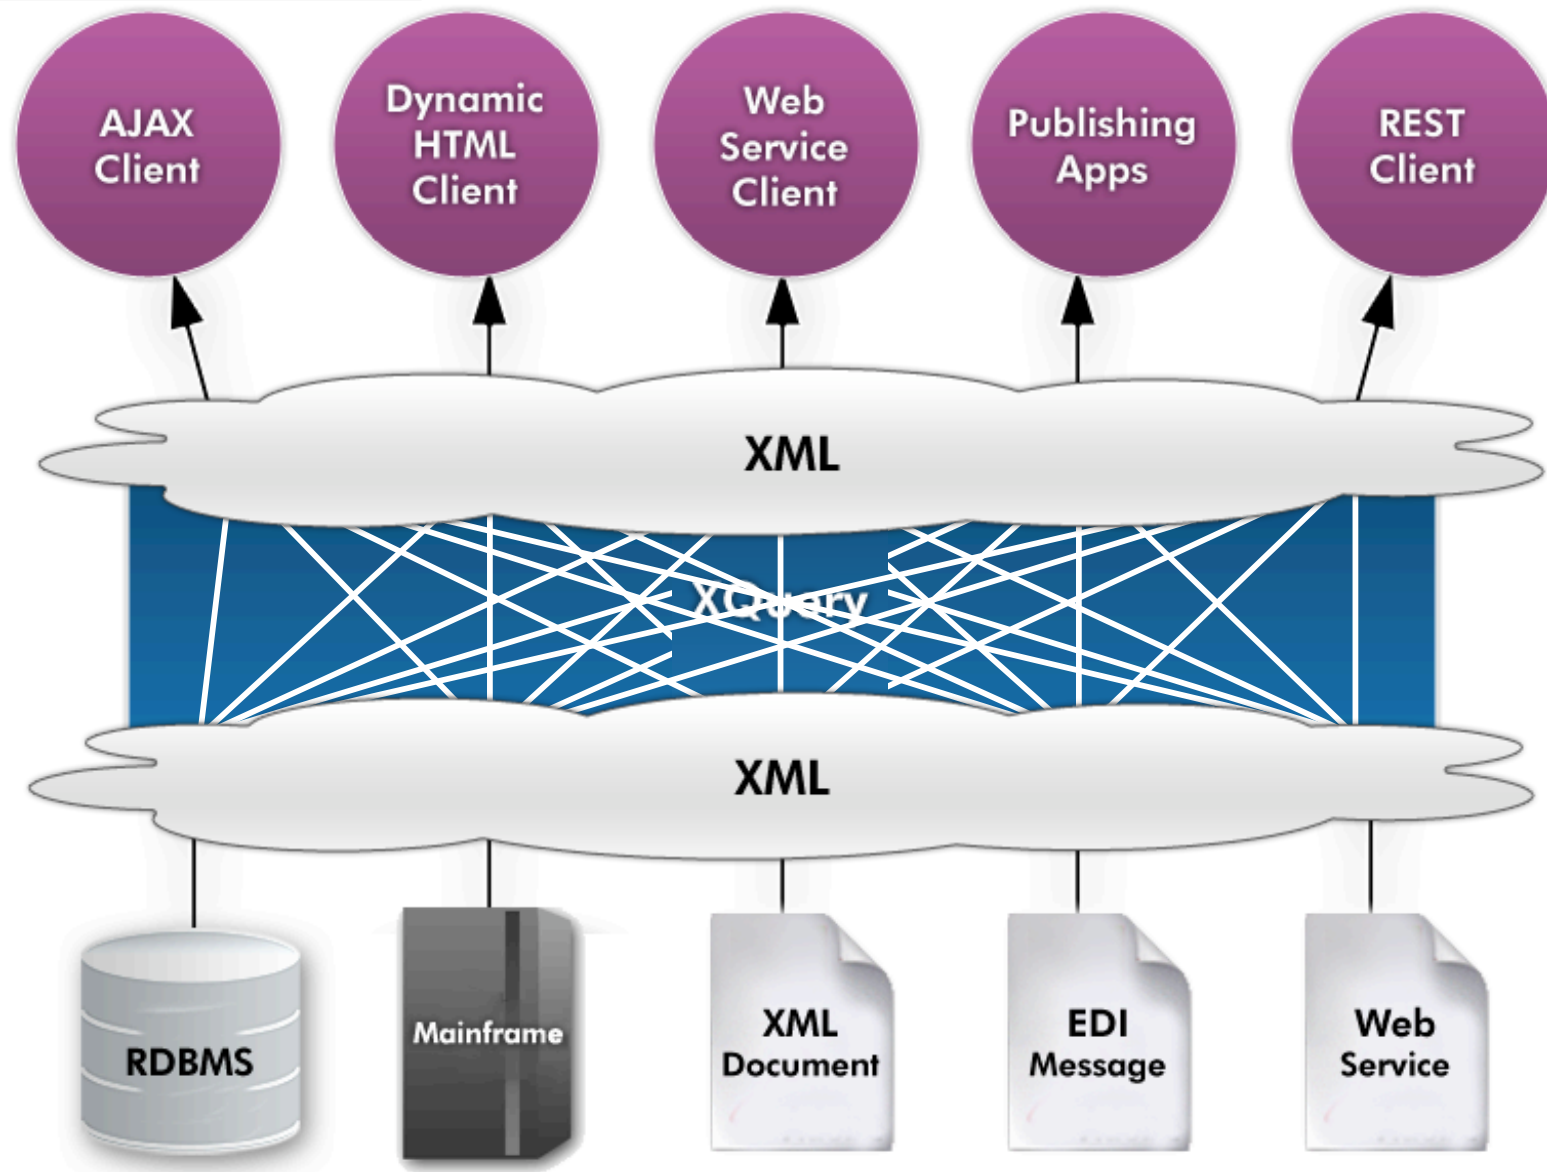 AJAX
Client
Dynamic
HTML
Client
Web
Service
Client
Publishing
Apps
REST
Client
XML
XQuery
XML
RDBMS
Mainframe
XML
Document
EDI
Message
Web
Service